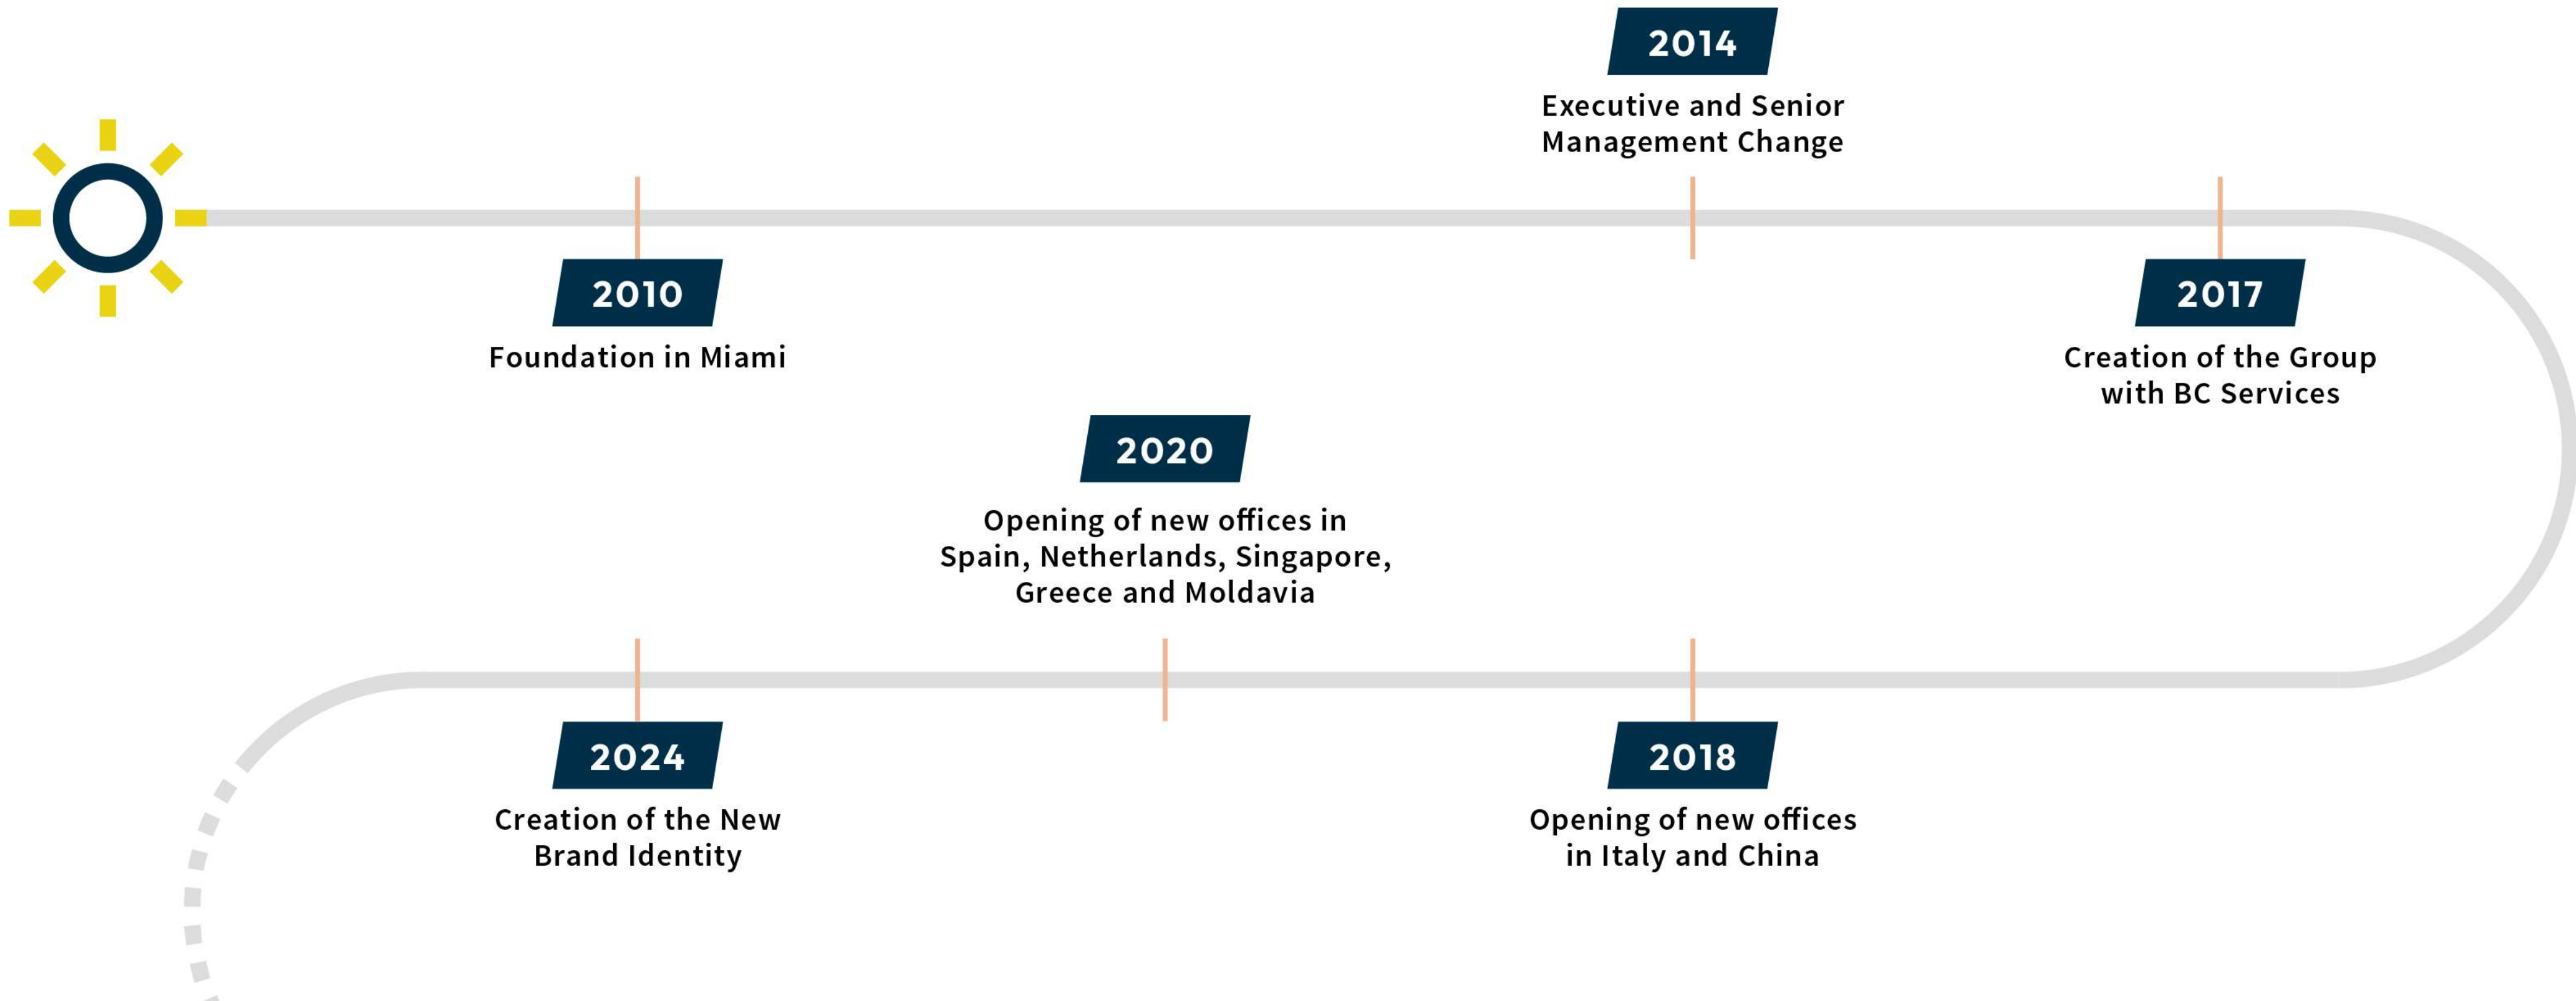 2014
Executive and Senior
Management Change
2010
Foundation in Miami
2017
Creation of the Group
with BC Services
2020
Opening of new offices in
Spain, Netherlands, Singapore,
Greece and Moldavia
2024
Creation of the New
Brand Identity
2018
Opening of new offices
in Italy and China